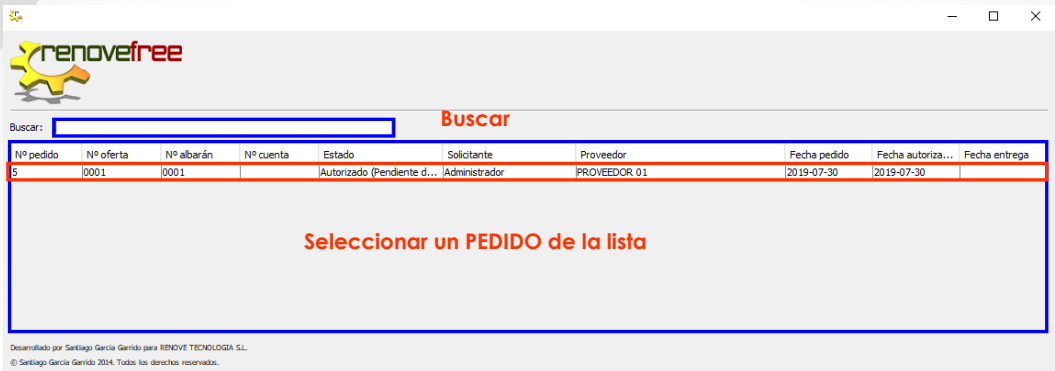 renovefree
Buscar: Buscar
Nº pedido Nº oferta Nº albarán Nº cuenta Estado Solicitante Proveedor Fecha pedido Fecha autoriza... Fecha entrega
5 0001 0001 Autorizado (Pendiente d... Administrador PROVEEDOR 01 2019-07-30 2019-07-30
Seleccionar un PEDIDO de la lista
Desarrollado por Santiago García Garrido para RENOVE TECNOLOGIA S.L.
© Santiago García Garrido 2014. Todos los derechos reservados.